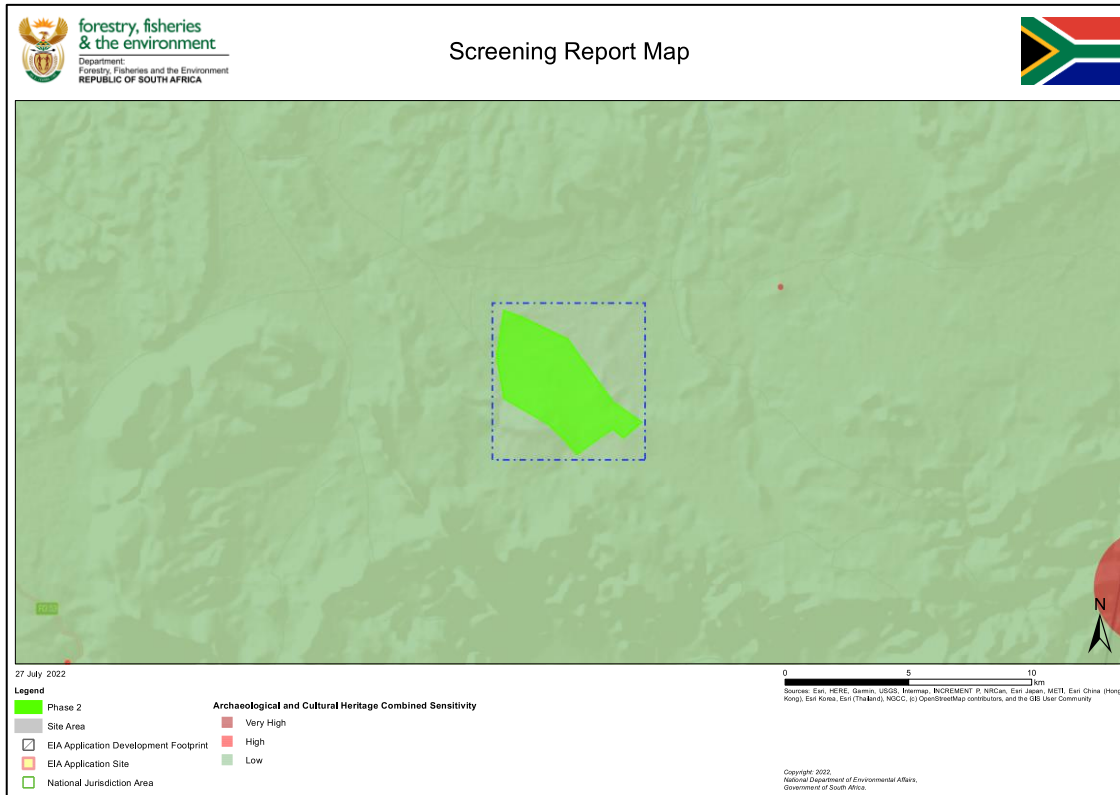 forestry, fisheries
& the environment
Department:
Forestry, Fisheries and the Environment
REPUBLIC OF SOUTH AFRICA
Screening Report Map
N
27 July 2022
Legend
Phase 2
Site Area
EIA Application Development Footprint
EIA Application Site
National Jurisdiction Area
Archaeological and Cultural Heritage Combined Sensitivity
Very High
High
Low
0 5 10
km
Sources: Esri, HERE, Garmin, USGS, Intermap, INCREMENT P, NRCan, Esri Japan, METI, Esri China (Hong
Kong), Esri Korea, Esri (Thailand), NGCC, (c) OpenStreetMap contributors, and the GIS User Community
Copyright: 2022,
National Department of Environmental Affairs,
Government of South Africa.